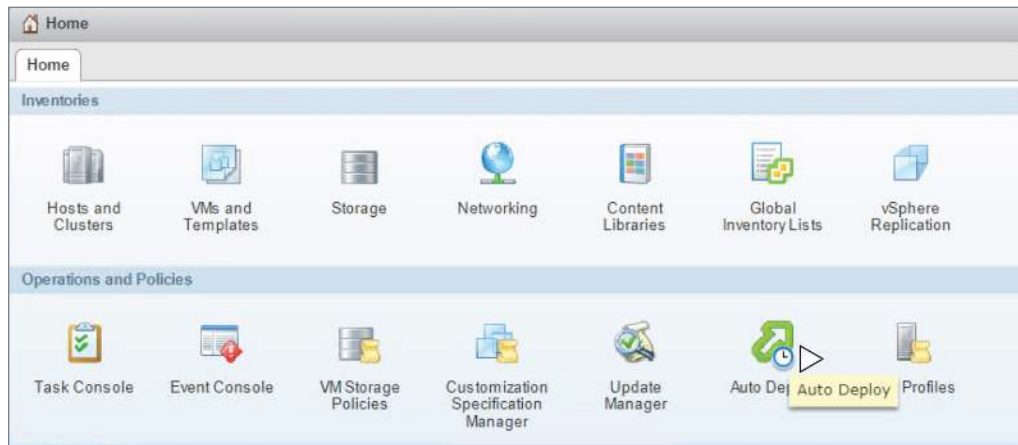 Home
Home
Inventories
Hosts and
Clusters
VMs and
Templates
Storage
Networking
Content
Libraries
Global
Inventory Lists
vSphere
Replication
Operations and Policies
Task Console
Event Console
VM Storage
Policies
Customization
Specification
Manager
Update
Manager
Auto Dep
Auto Deploy
Profiles